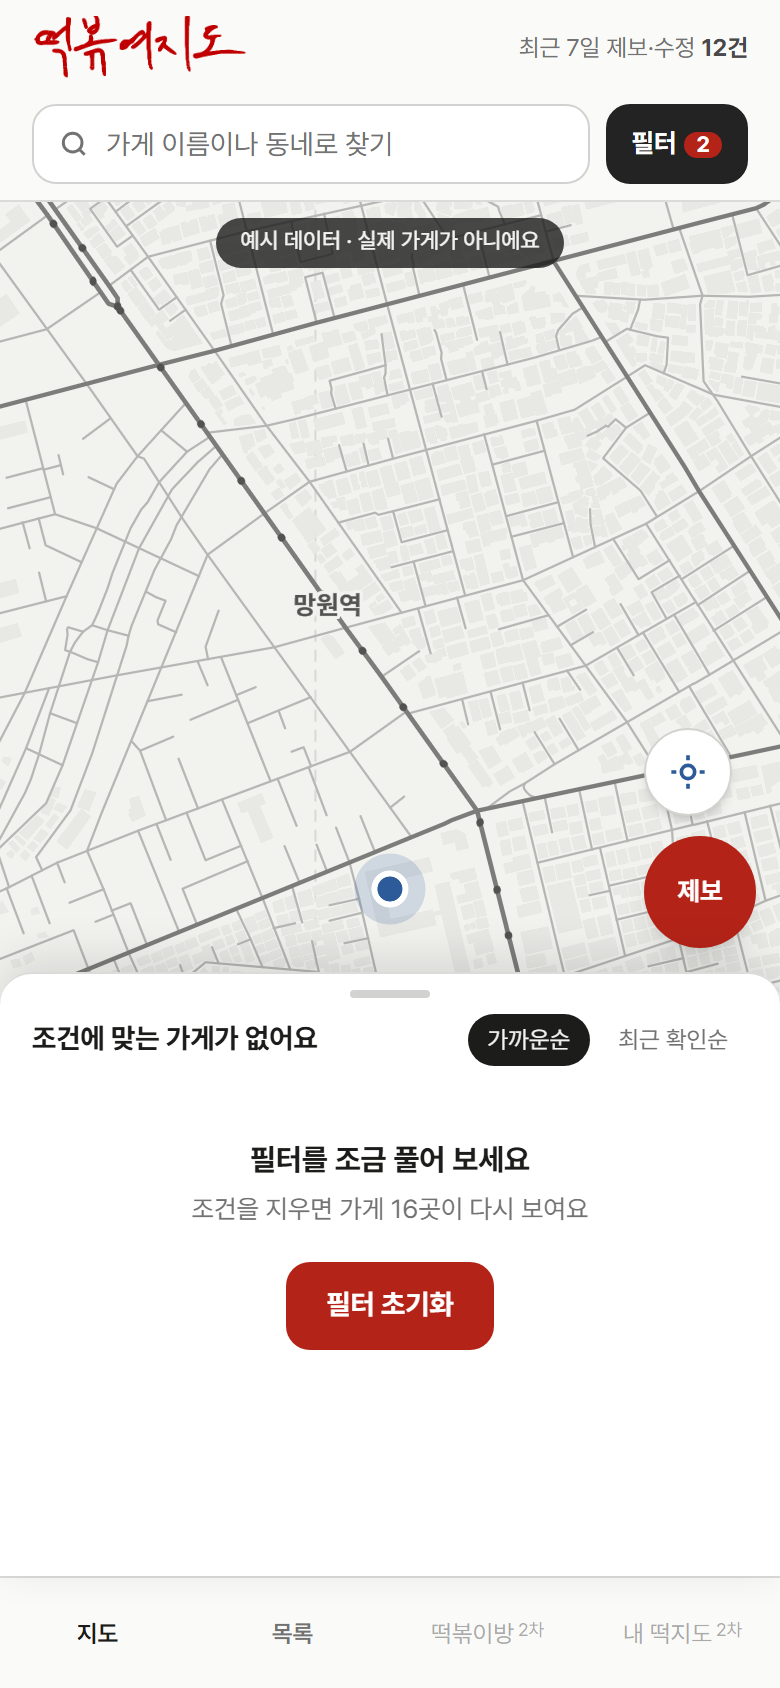 떡볶여지도
최근 7일 제보·수정 12건
가게 이름이나 동네로 찾기
필터 2
예시 데이터 · 실제 가게가 아니에요
망원역
제보
조건에 맞는 가게가 없어요
가까운순
최근 확인순
필터를 조금 풀어 보세요
조건을 지우면 가게 16곳이 다시 보여요
필터 초기화
지도
목록
떡볶이방 2차
내 떡지도 2차